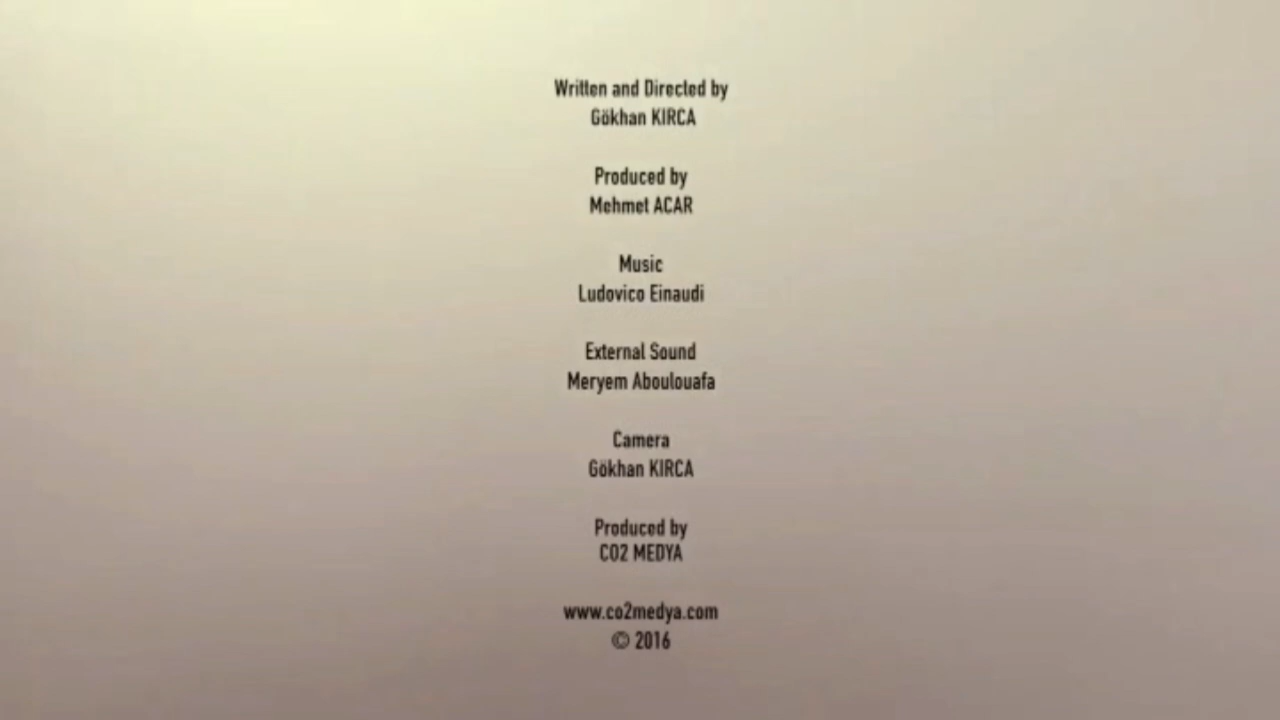 Written and Directed by
Gökhan KIRCA
Produced by
Mehmet ACAR
Music
Ludovico Einaudi
External Sound
Meryem Aboulouafa
Camera
Gökhan KIRCA
Produced by
CO2 MEDYA
www.co2medya.com
© 2016